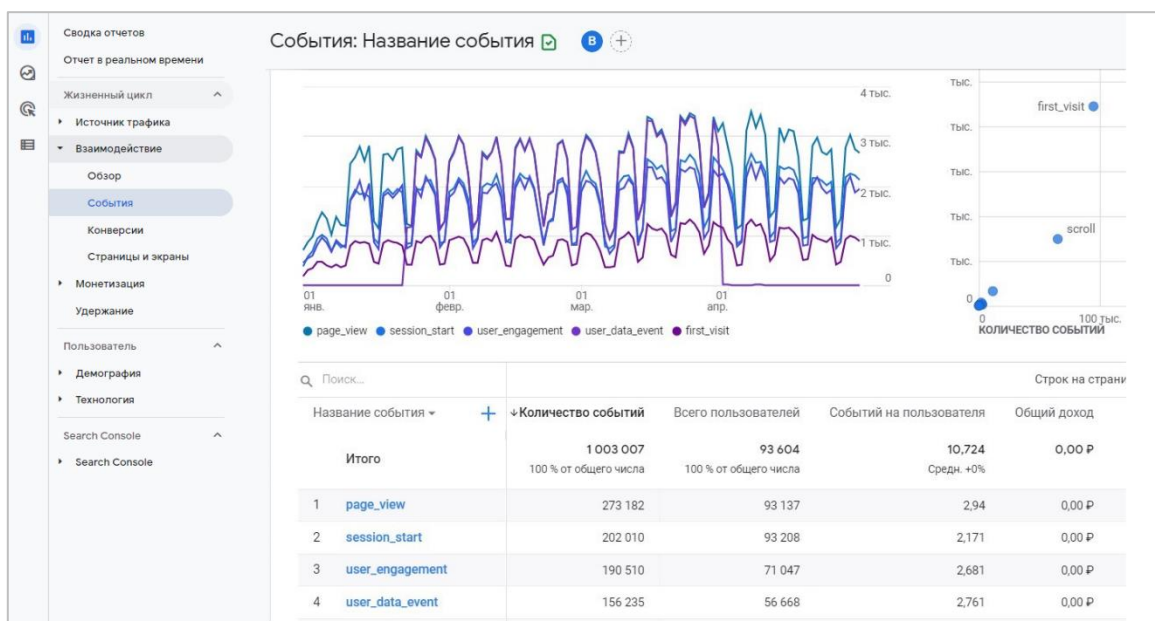 Сводка отчетов
Отчет в реальном времени
Жизненный цикл
Источник трафика
Взаимодействие
Обзор
События
Конверсии
Страницы и экраны
Монетизация
Удержание
Пользователь
Демография
Технология
Search Console
Search Console
События: Название события
В
4 тыс.
3 тыс.
2 тыс.
1 тыс.
0
01 янв.
01 февр.
01 мар.
01 апр.
page_view session_start user_engagement user_data_event first_visit
тыс.
тыс.
тыс.
тыс.
тыс.
0
first_visit
scroll
0
100 тыс.
КОЛИЧЕСТВО СОБЫТИЙ
Поиск...
Строк на страни
Название события + ↓Количество событий Всего пользователей Событий на пользователя Общий доход
Итого 1 003 007 93 604 10,724 0,00 ₽
100 % от общего числа 100 % от общего числа Средн. +0%
1 page_view 273 182 93 137 2,94 0,00 ₽
2 session_start 202 010 93 208 2,171 0,00 ₽
3 user_engagement 190 510 71 047 2,681 0,00 ₽
4 user_data_event 156 235 56 668 2,761 0,00 ₽